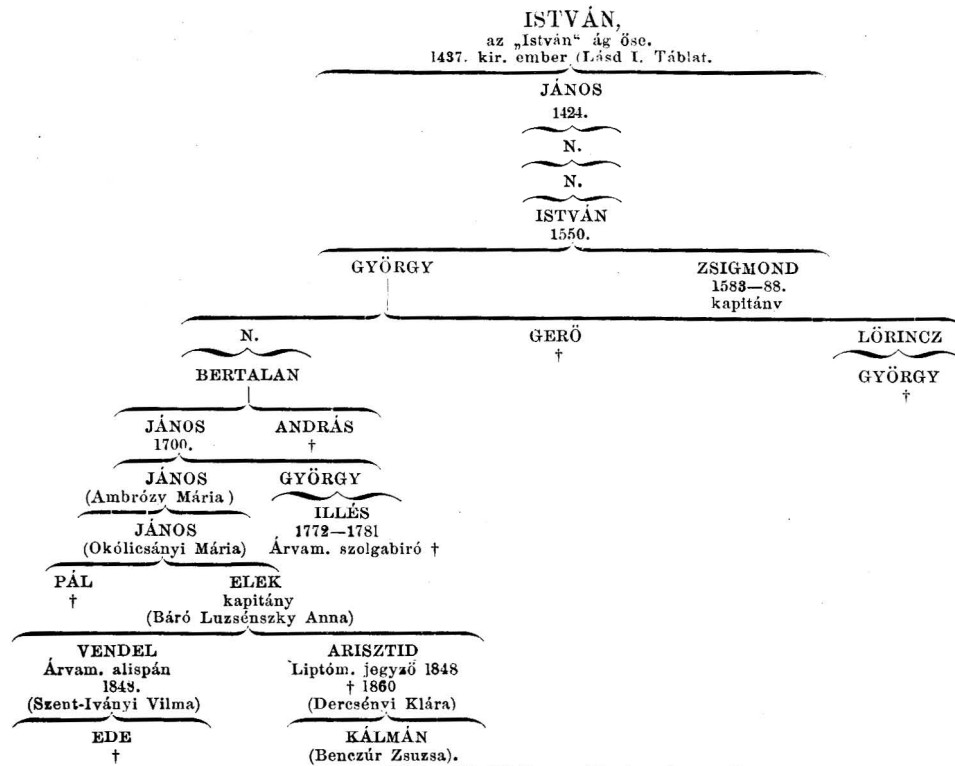 ISTVÁN,
az „István“ ág őse.
1437. kir. ember (Lásd I. Táblat.
JÁNOS
1424.
N.
N.
ISTVÁN
1550.
GYÖRGY ZSIGMOND
1583—88.
kapitány
N. GERÖ LÖRINCZ
†
BERTALAN GYÖRGY
†
JÁNOS ANDRÁS
1700. †
JÁNOS GYÖRGY
(Ambrózy Mária )
ILLÉS
1772—1781
JÁNOS
(Okólicsányi Mária) Árvam. szolgabiró †
PÁL ELEK
† kapitány
(Báró Luzsénszky Anna)
VENDEL ARISZTID
Árvam. alispán Liptóm. jegyző 1848
1848. † 1860
(Szent-Iványi Vilma) (Dercsényi Klára)
EDE KÁLMÁN
† (Benczúr Zsuzsa).